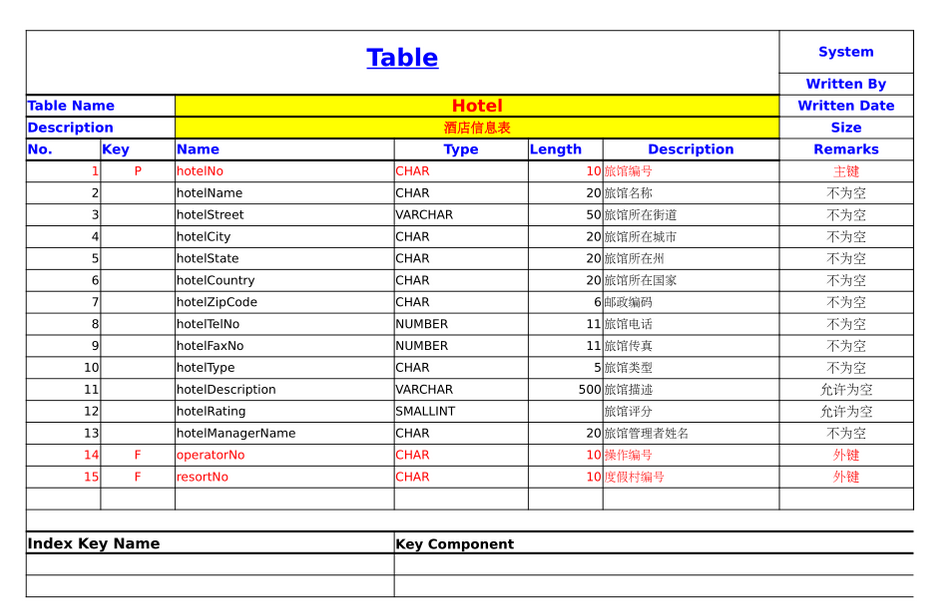 Table System
Written By
Table Name Hotel Written Date
Description 酒店信息表 Size
No. Key Name Type Length Description Remarks
1 P hotelNo CHAR 10 旅馆编号 主键
2 hotelName CHAR 20 旅馆名称 不为空
3 hotelStreet VARCHAR 50 旅馆所在街道 不为空
4 hotelCity CHAR 20 旅馆所在城市 不为空
5 hotelState CHAR 20 旅馆所在州 不为空
6 hotelCountry CHAR 20 旅馆所在国家 不为空
7 hotelZipCode CHAR 6 邮政编码 不为空
8 hotelTelNo NUMBER 11 旅馆电话 不为空
9 hotelFaxNo NUMBER 11 旅馆传真 不为空
10 hotelType CHAR 5 旅馆类型 不为空
11 hotelDescription VARCHAR 500 旅馆描述 允许为空
12 hotelRating SMALLINT 旅馆评分 允许为空
13 hotelManagerName CHAR 20 旅馆管理者姓名 不为空
14 F operatorNo CHAR 10 操作编号 外键
15 F resortNo CHAR 10 度假村编号 外键
Index Key Name Key Component